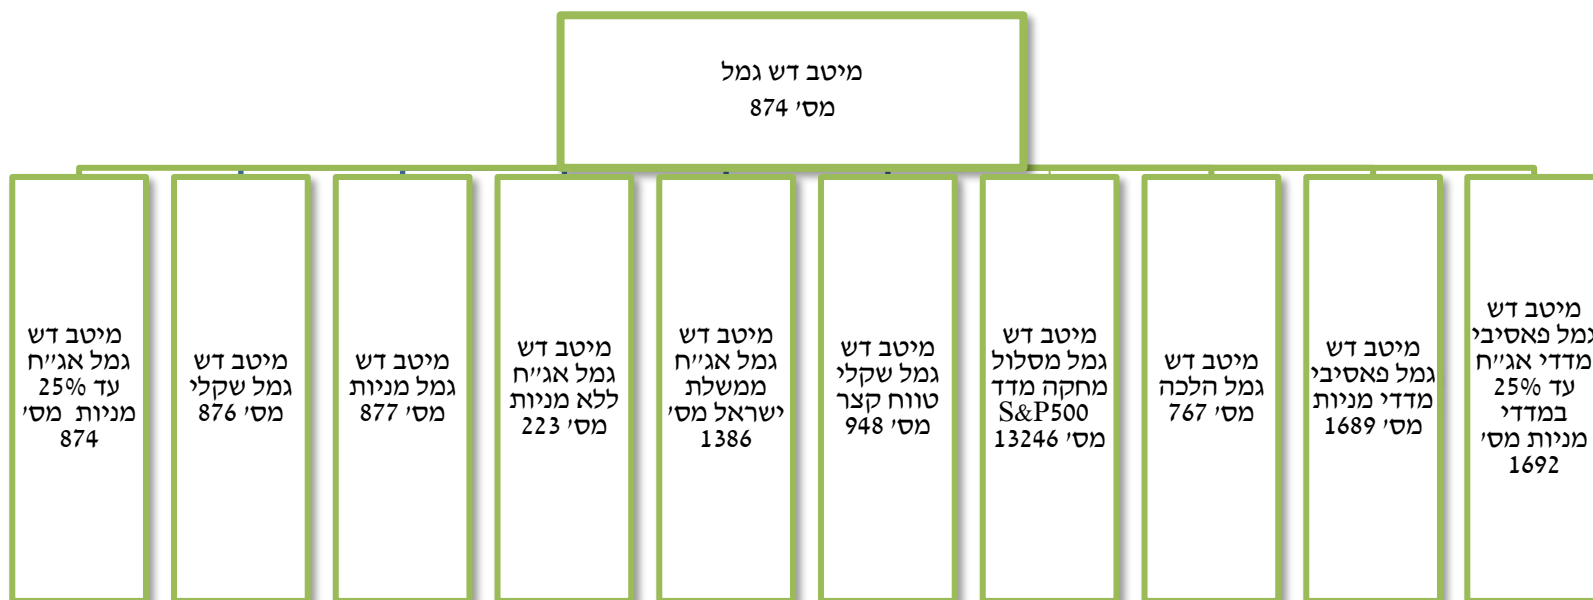 מיטב דש גמל
מס׳ 874
מיטב דש
גמל פאסיבי
מדדי אג״ח
עד 25%
במדדי
מניות מס׳
1692
מיטב דש
גמל פאסיבי
מדדי מניות
מס׳ 1689
מיטב דש
גמל הלכה
מס׳ 767
מיטב דש
גמל מסלול
מחקה מדד
S&P500
מס׳ 13246
מיטב דש
גמל שקלי
טווח קצר
מס׳ 948
מיטב דש
גמל אג״ח
ממשלת
ישראל מס׳
1386
מיטב דש
גמל אג״ח
ללא מניות
מס׳ 223
מיטב דש
גמל מניות
מס׳ 877
מיטב דש
גמל שקלי
מס׳ 876
מיטב דש
גמל אג״ח
עד 25%
מניות מס׳
874